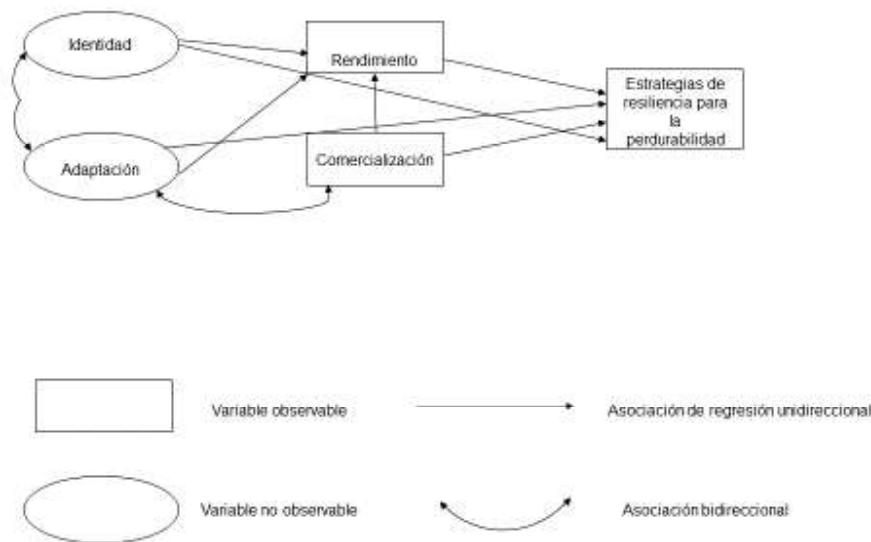 Identidad
Rendimiento
Estrategias de
resiliencia para
la
perdurabilidad
Adaptación
Comercialización
Variable observable
Asociación de regresión unidireccional
Variable no observable
Asociación bidireccional